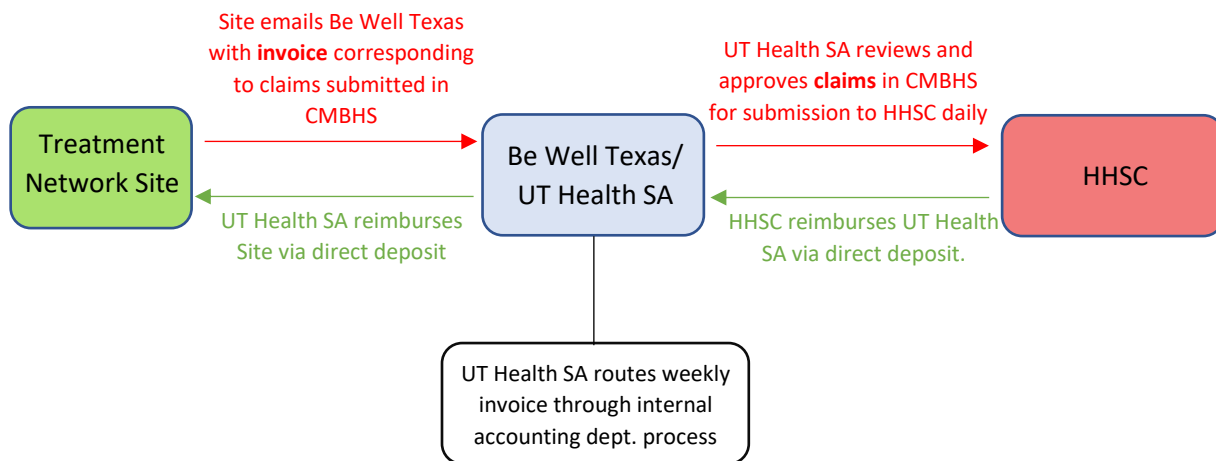 Site emails Be Well Texas
with invoice corresponding
to claims submitted in
CMBHS
UT Health SA reviews and
approves claims in CMBHS
for submission to HHSC daily
Treatment
Network Site
Be Well Texas/
UT Health SA
HHSC
UT Health SA reimburses
Site via direct deposit
HHSC reimburses UT Health
SA via direct deposit.
UT Health SA routes weekly
invoice through internal
accounting dept. process